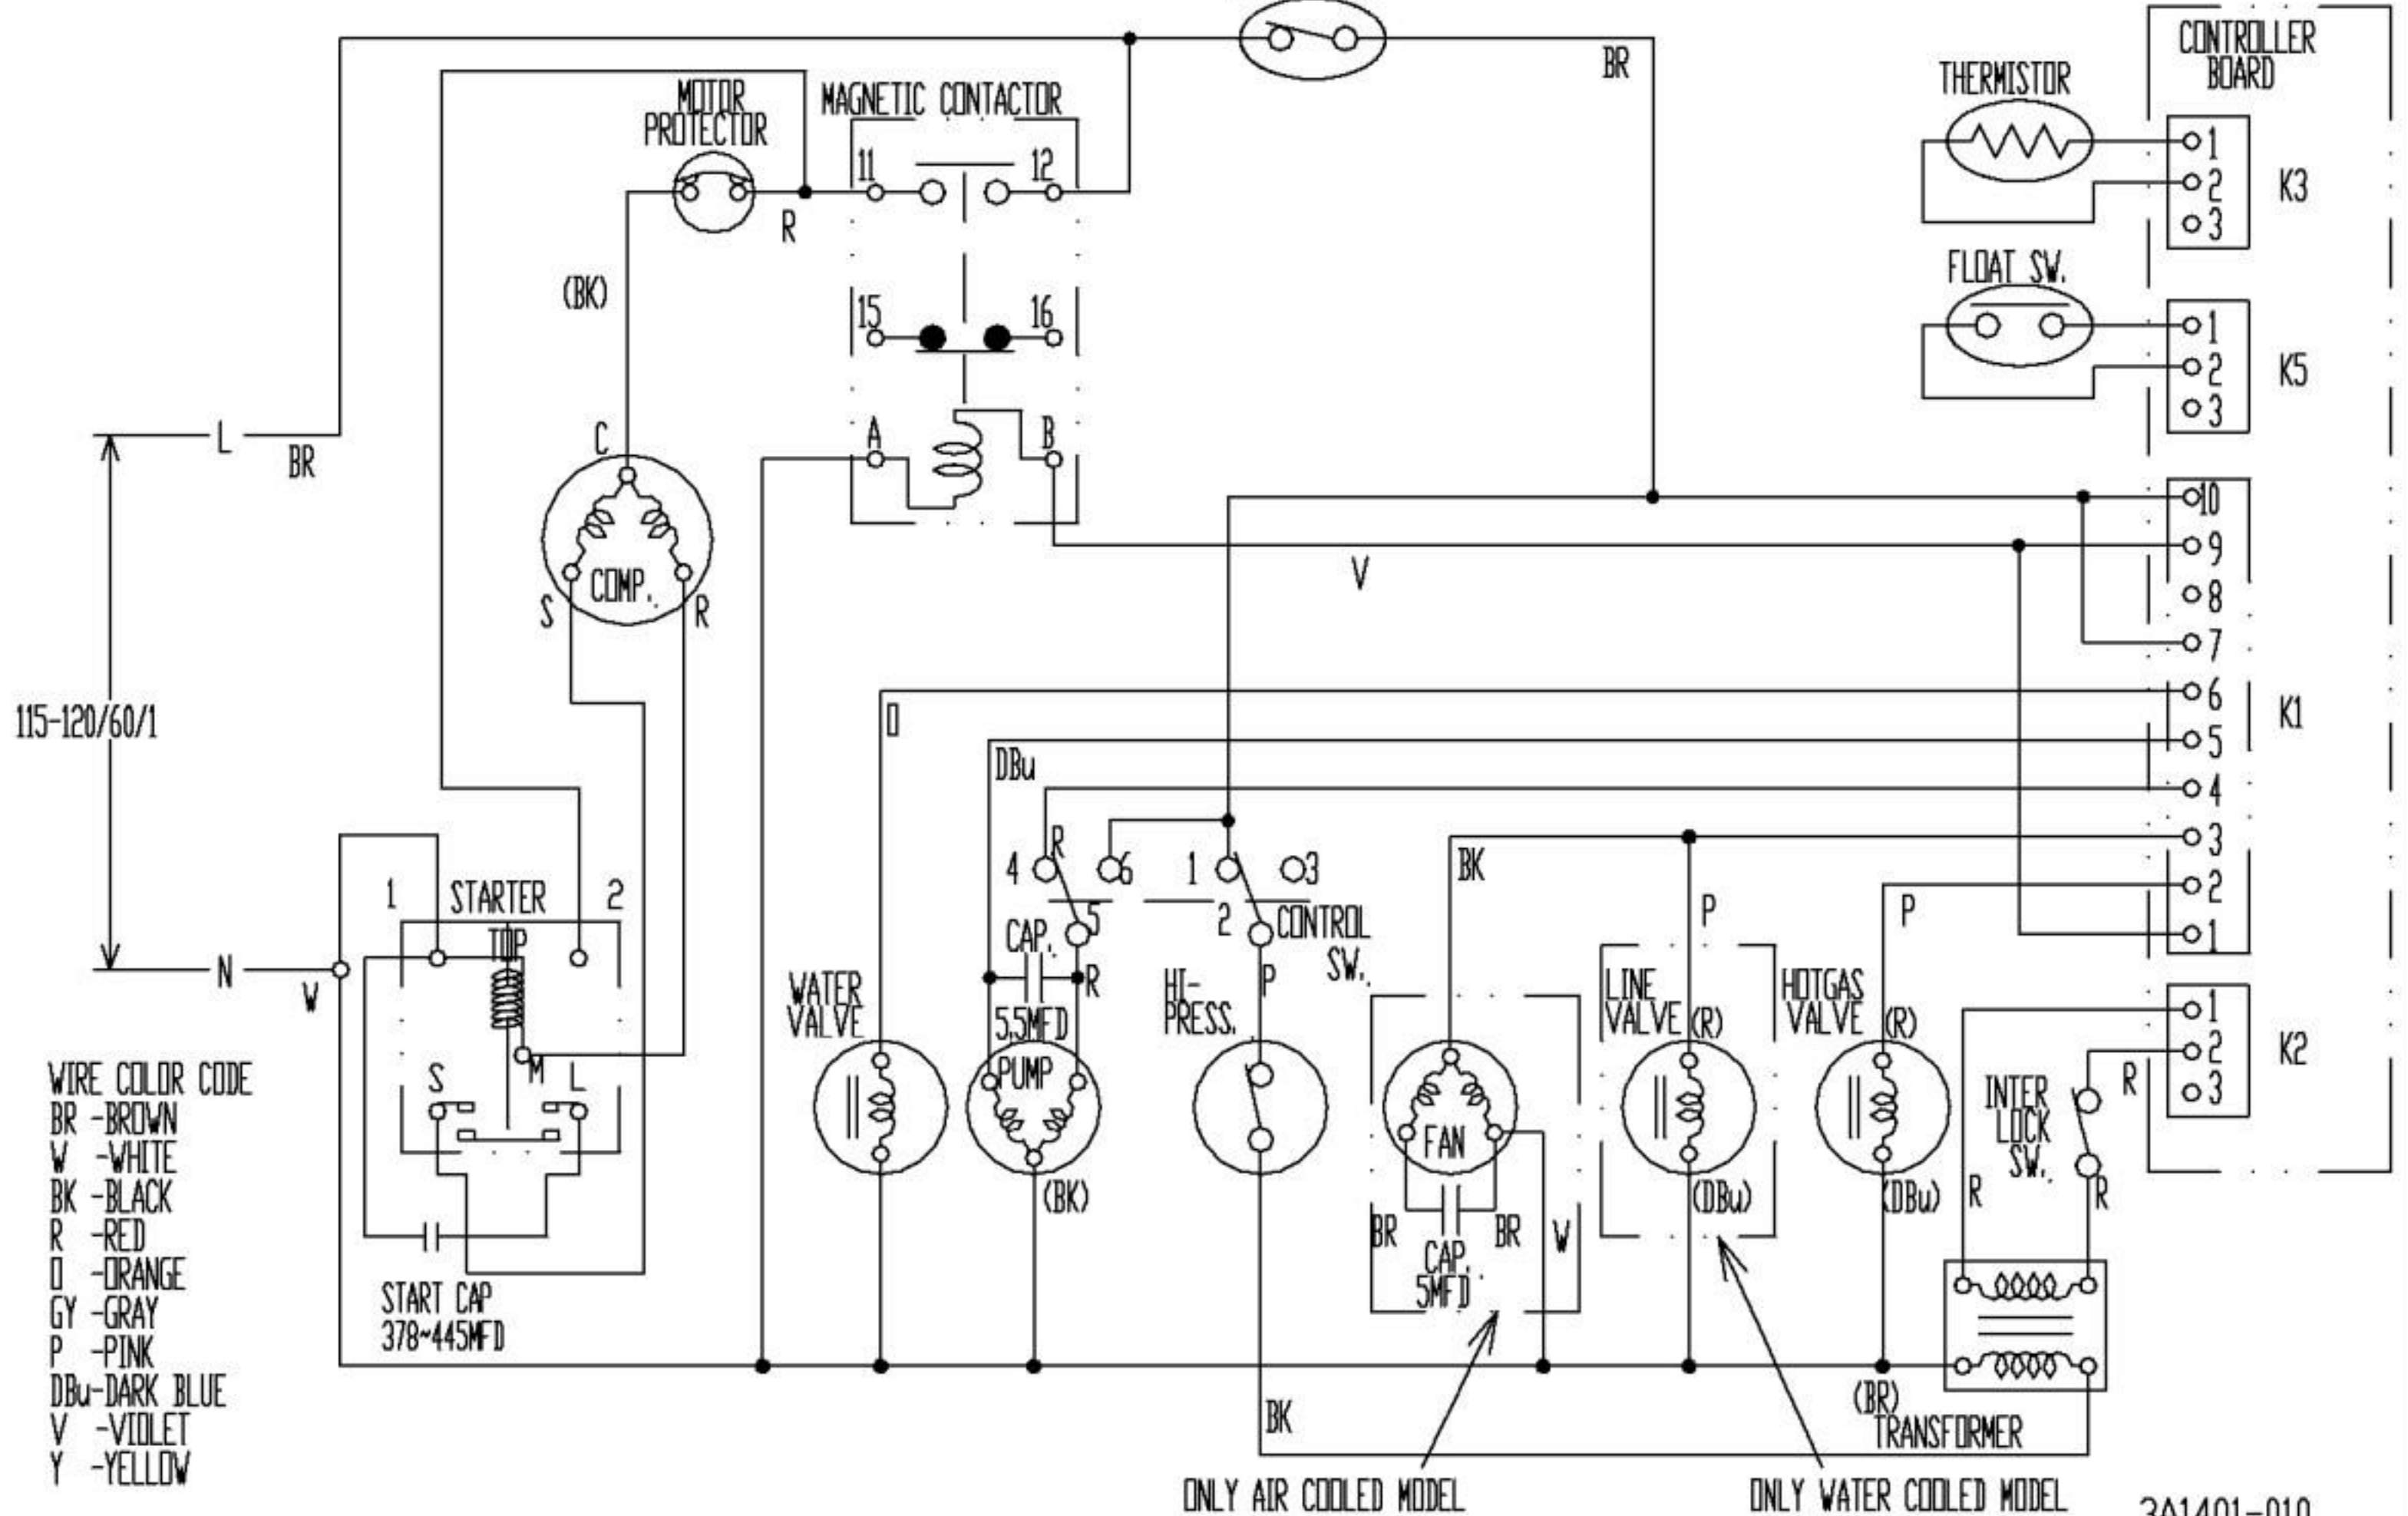 CONTROLLER
BOARD
BR
THERMISTOR
MOTOR
PROTECTOR
MAGNETIC CONTACTOR
11
12
R
1
2
3
K3
(BK)
FLOAT SW.
15
16
1
2
3
K5
L
BR
C
A
B
COMP.
S
R
V
10
9
8
7
6
5
4
3
2
1
K1
115-120/60/1
O
DBu
R
4
6
1
3
5
2
CONTROL
SW.
CAP.
R
5.5MFD
BK
P
P
1
STARTER
2
TOP
N
W
M
S
L
START CAP
378~445MFD
WATER
VALVE
PUMP
(BK)
HI-
PRESS.
P
FAN
BR
BR
W
CAP.
5MFD
LINE
VALVE
(R)
(DBu)
HOTGAS
VALVE
(R)
(DBu)
1
2
3
K2
INTER
LOCK
SW.
R
R
R
(BR)
TRANSFORMER
BK
WIRE COLOR CODE
BR -BROWN
W -WHITE
BK -BLACK
R -RED
O -ORANGE
GY -GRAY
P -PINK
DBu-DARK BLUE
V -VIOLET
Y -YELLOW
ONLY AIR COOLED MODEL
ONLY WATER COOLED MODEL
3A1401-010